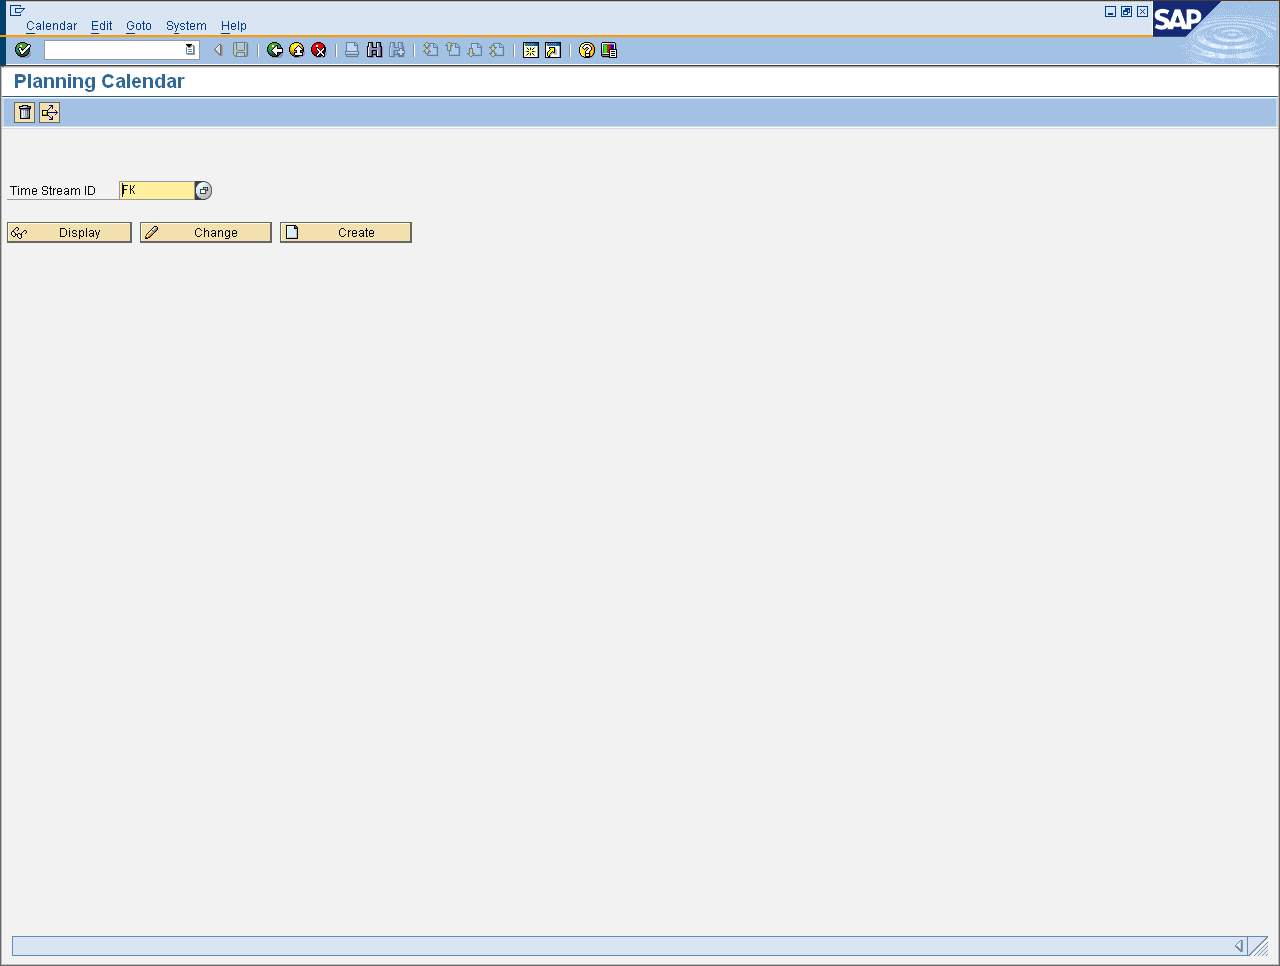 Calendar Edit Goto System Help
SAP
Planning Calendar
Time Stream ID FK
Display Change Create